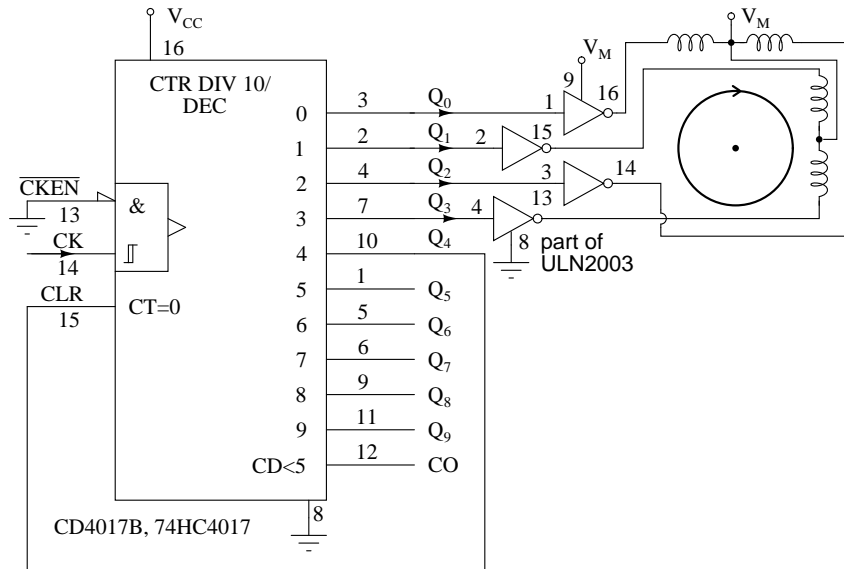 V_CC
16
CTR DIV 10/
DEC
0 3 Q_0 1 9 V_M 16 V_M
1 2 Q_1 2 15
CKEN
13 & 2 4 Q_2 3 14
3 7 Q_3 4 13
CK
14 4 10 Q_4 8 part of
ULN2003
CLR
15 CT=0 5 1 Q_5
6 5 Q_6
7 6 Q_7
8 9 Q_8
9 11 Q_9
CD<5 12 CO
8
CD4017B, 74HC4017